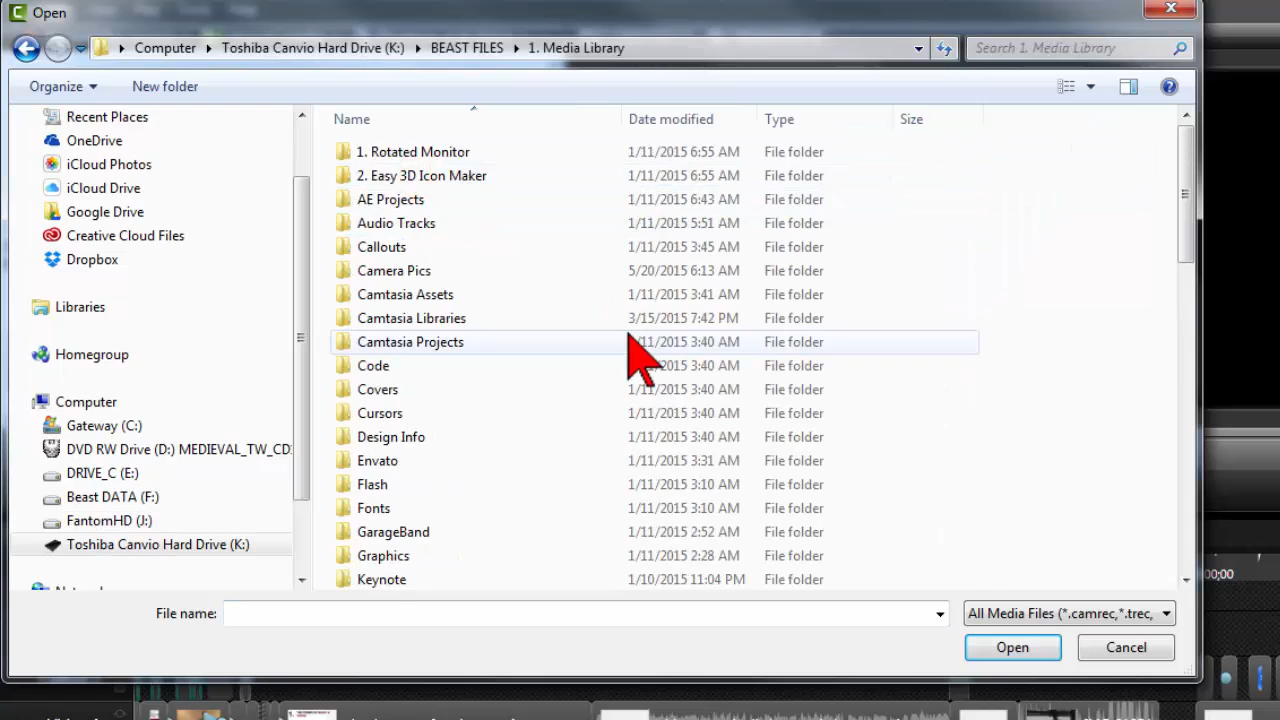 Open
Computer Toshiba Canvio Hard Drive (K:) BEAST FILES 1. Media Library Search 1. Media Library
Organize New folder
Name Date modified Type Size
Recent Places
OneDrive
iCloud Photos
iCloud Drive
Google Drive
Creative Cloud Files
Dropbox
Libraries
Homegroup
Computer
Gateway (C:)
DVD RW Drive (D:) MEDIEVAL_TW_CD
DRIVE_C (E:)
Beast DATA (F:)
FantomHD (J:)
Toshiba Canvio Hard Drive (K:)
1. Rotated Monitor 1/11/2015 6:55 AM File folder
2. Easy 3D Icon Maker 1/11/2015 6:55 AM File folder
AE Projects 1/11/2015 6:43 AM File folder
Audio Tracks 1/11/2015 5:51 AM File folder
Callouts 1/11/2015 3:45 AM File folder
Camera Pics 5/20/2015 6:13 AM File folder
Camtasia Assets 1/11/2015 3:41 AM File folder
Camtasia Libraries 3/15/2015 7:42 PM File folder
Camtasia Projects /11/2015 3:40 AM File folder
Code /2015 3:40 AM File folder
Covers 1/11/2015 3:40 AM File folder
Cursors 1/11/2015 3:40 AM File folder
Design Info 1/11/2015 3:40 AM File folder
Envato 1/11/2015 3:31 AM File folder
Flash 1/11/2015 3:10 AM File folder
Fonts 1/11/2015 3:10 AM File folder
GarageBand 1/11/2015 2:52 AM File folder
Graphics 1/11/2015 2:28 AM File folder
Keynote 1/10/2015 11:04 PM File folder
File name: All Media Files (*.camrec,*.trec,
Open Cancel
00;00